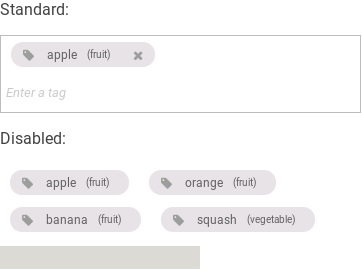 Standard:
apple (fruit)
Enter a tag
Disabled:
apple (fruit) orange (fruit)
banana (fruit) squash (vegetable)